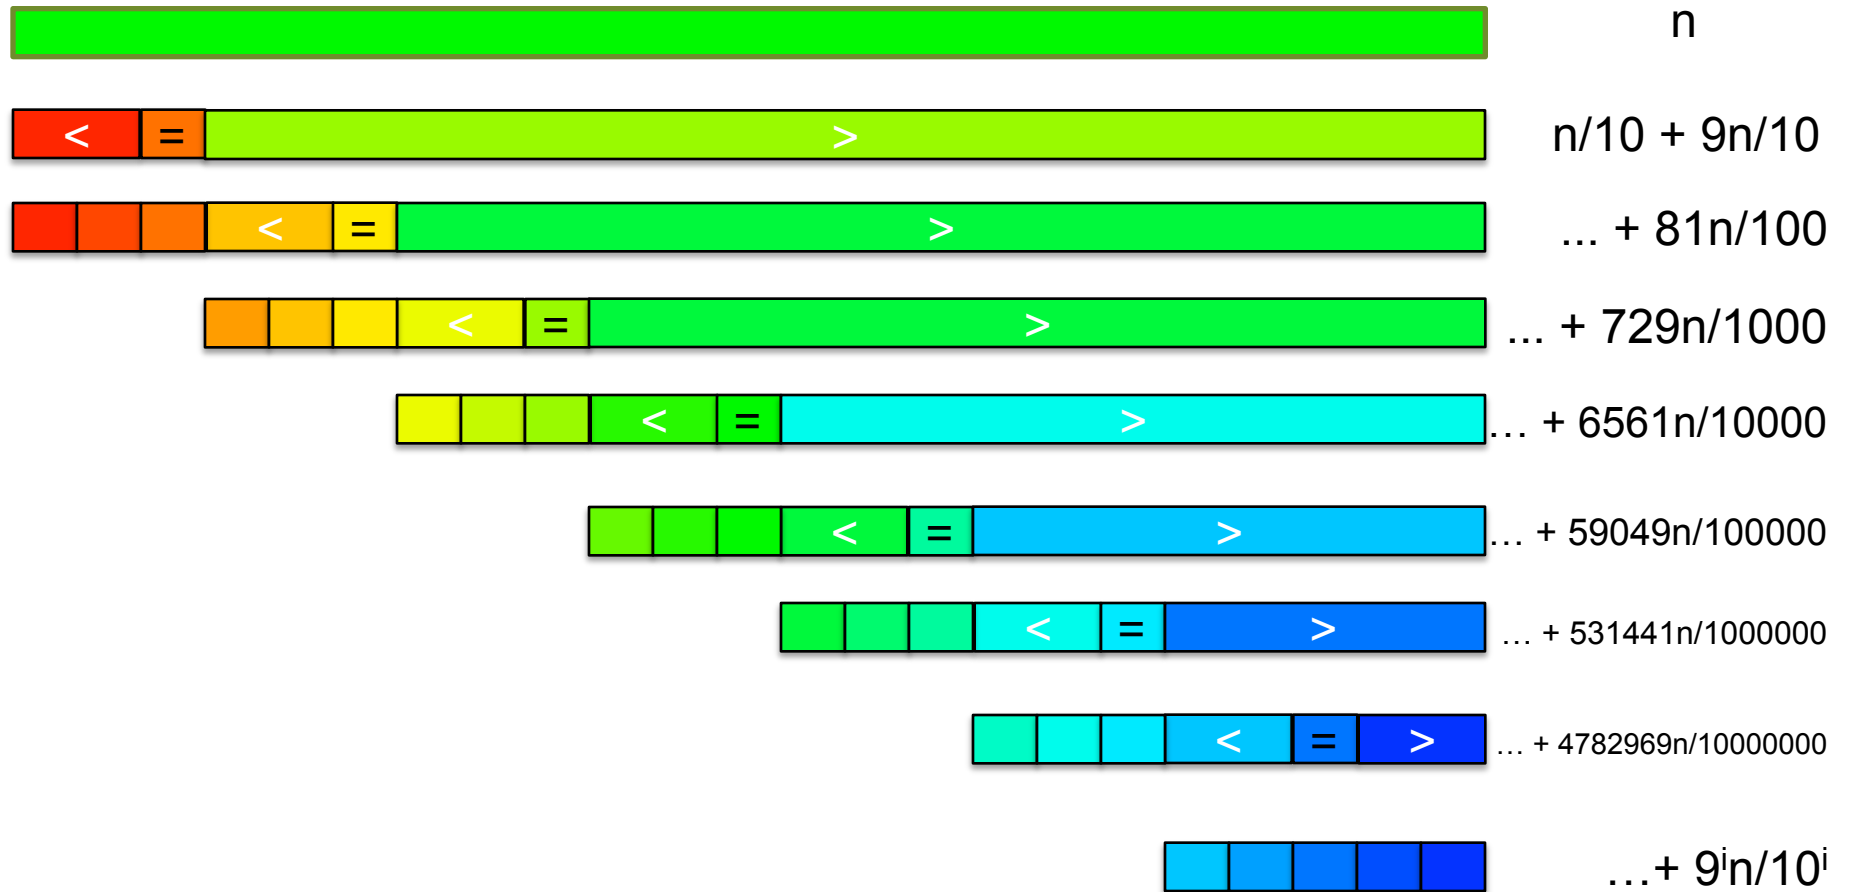 n
< = > n/10 + 9n/10
< = > ... + 81n/100
< = > ... + 729n/1000
< = > … + 6561n/10000
< = > … + 59049n/100000
< = > … + 531441n/1000000
< = > … + 4782969n/10000000
…+ 9ⁱn/10ⁱ